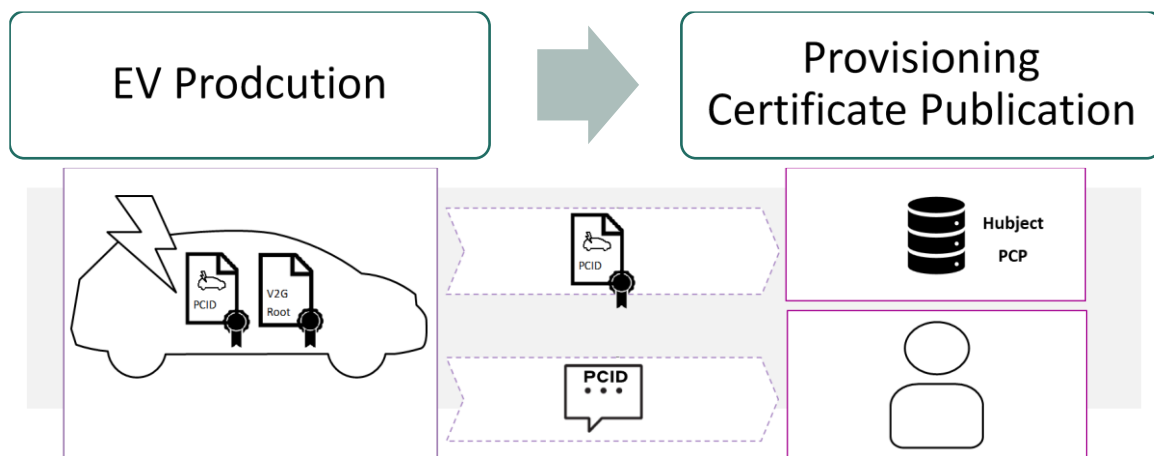 EV Prodcution
Provisioning
Certificate Publication
PCID
V2G
Root
PCID
Hubject
PCP
PCID